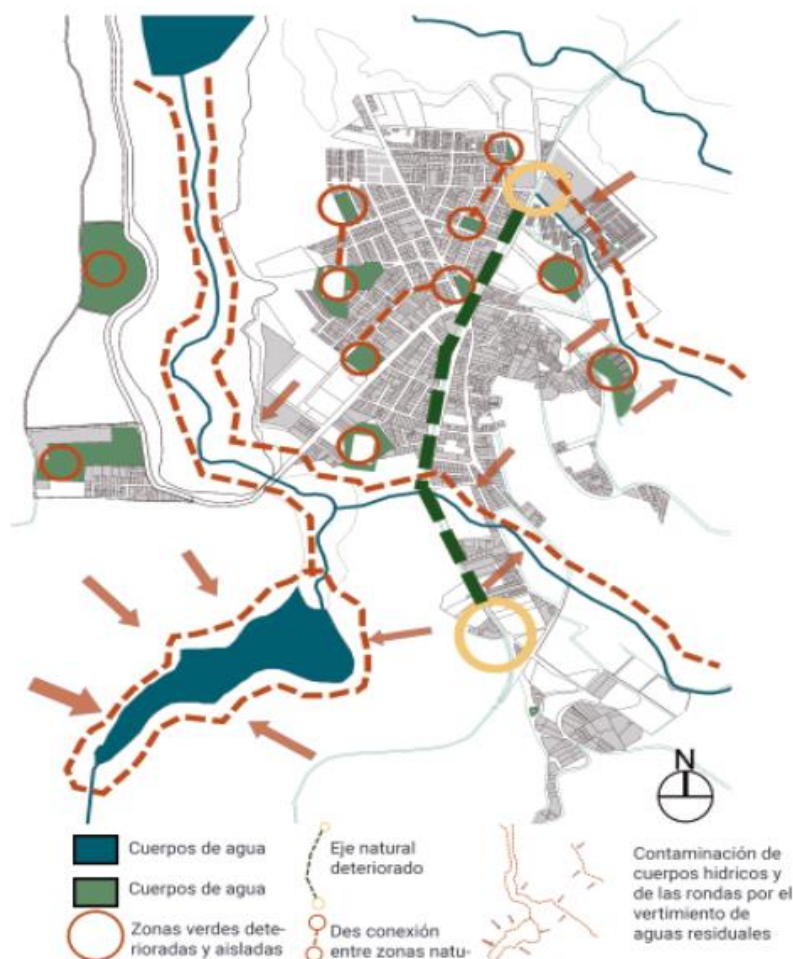 N
Cuerpos de agua
Cuerpos de agua
Zonas verdes dete-
rioradas y aisladas
Eje natural
deteriorado
Des conexión
entre zonas natu-
Contaminación de
cuerpos hidricos y
de las rondas por el
vertimiento de
aguas residuales